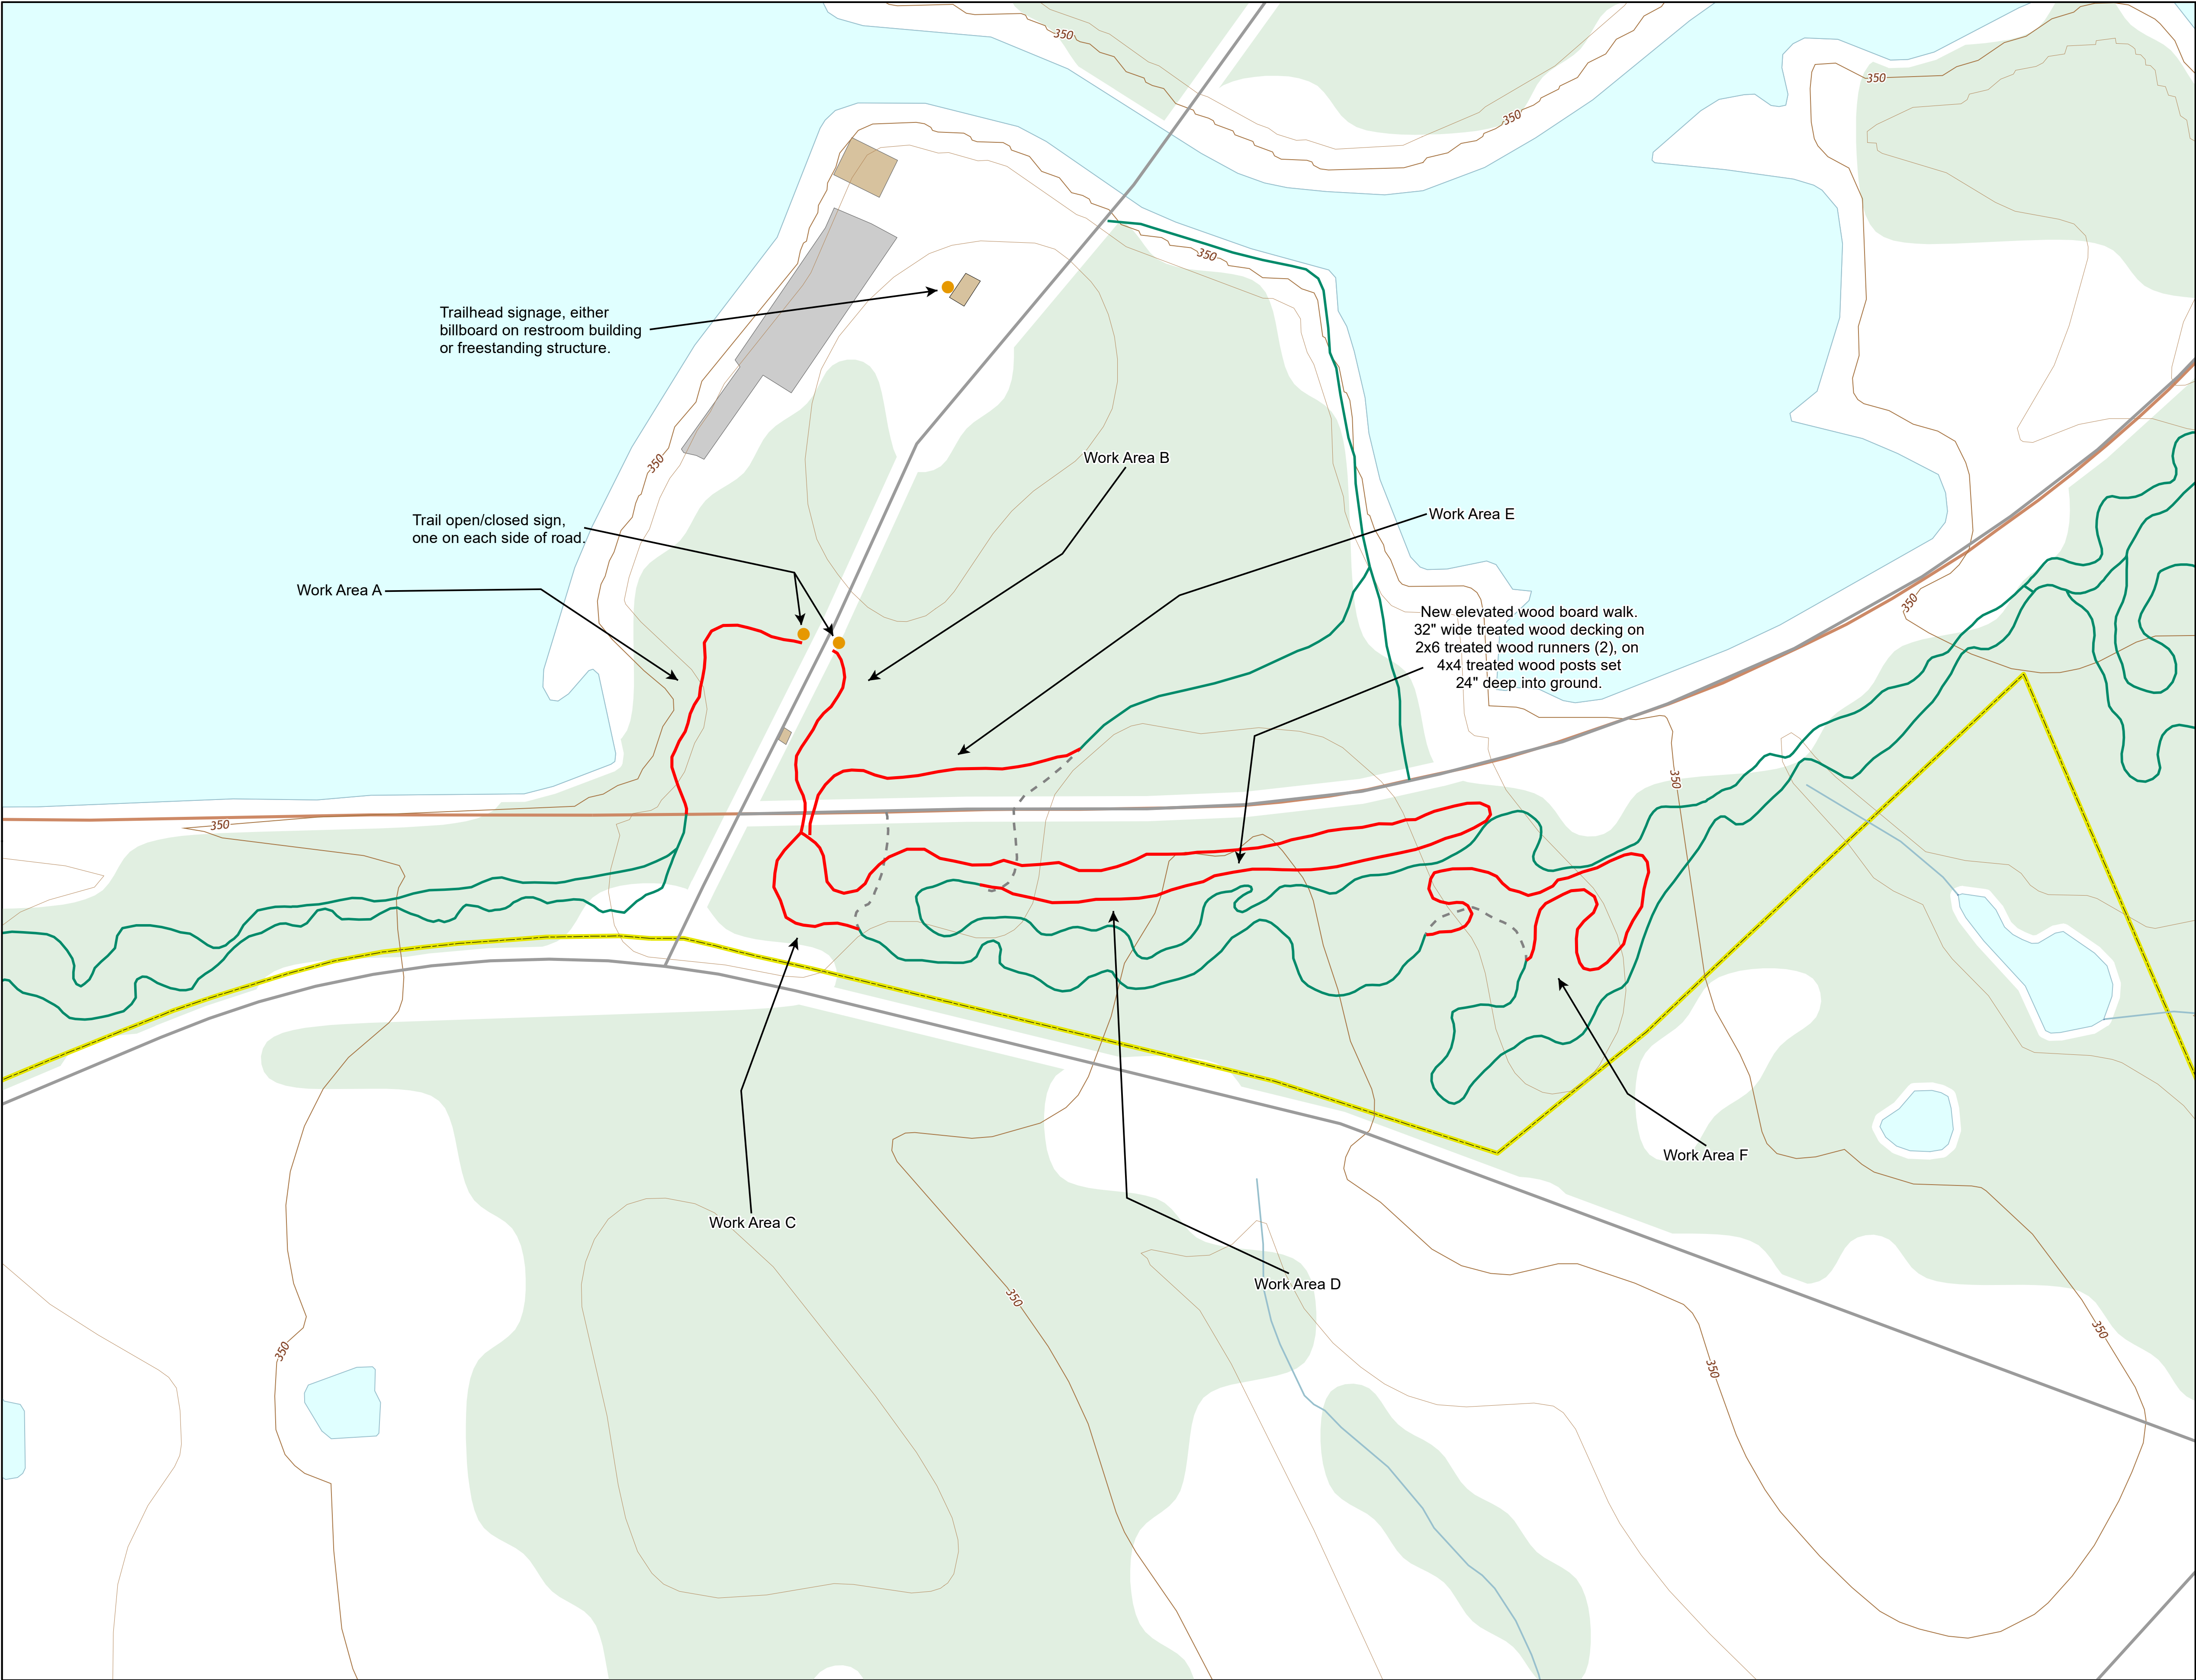 350
350
350
350
Trailhead signage, either
billboard on restroom building
or freestanding structure.
350
Work Area B
Trail open/closed sign,
one on each side of road.
Work Area E
Work Area A
350
New elevated wood board walk.
32" wide treated wood decking on
2x6 treated wood runners (2), on
4x4 treated wood posts set
24" deep into ground.
350
350
Work Area F
Work Area C
Work Area D
350
350
350
350